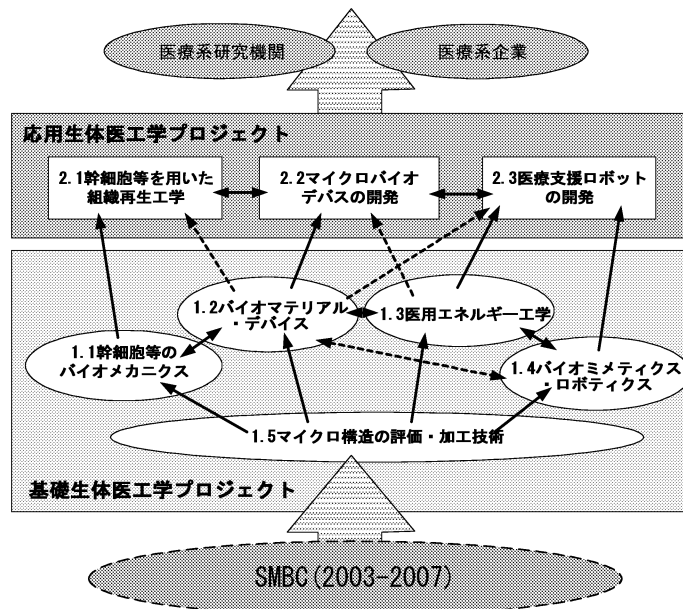 医療系研究機関
医療系企業
応用生体医工学プロジェクト
2.1幹細胞等を用いた
組織再生工学
2.2マイクロバイオ
デバスの開発
2.3医療支援ロボット
の開発
1.2バイオマテリアル
・デバイス
1.3医用エネルギー工学
1.1幹細胞等の
バイオメカニクス
1.4バイオミメティクス
・ロボティクス
1.5マイクロ構造の評価・加工技術
基礎生体医工学プロジェクト
SMBC(2003-2007)